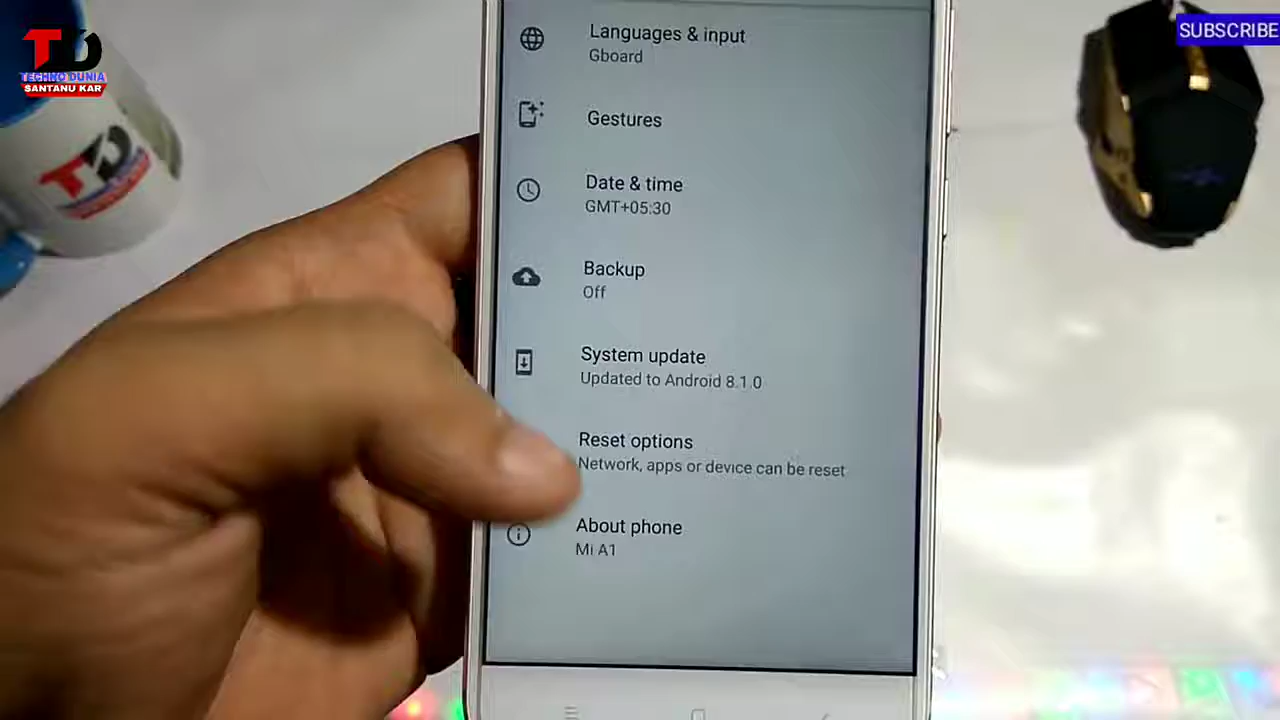 TD
TECHNO DUNIA
SANTANU KAR
SUBSCRIBE
TD
Languages & input
Gboard
Gestures
Date & time
GMT+05:30
Backup
Off
System update
Updated to Android 8.1.0
Reset options
Network, apps or device can be reset
About phone
Mi A1